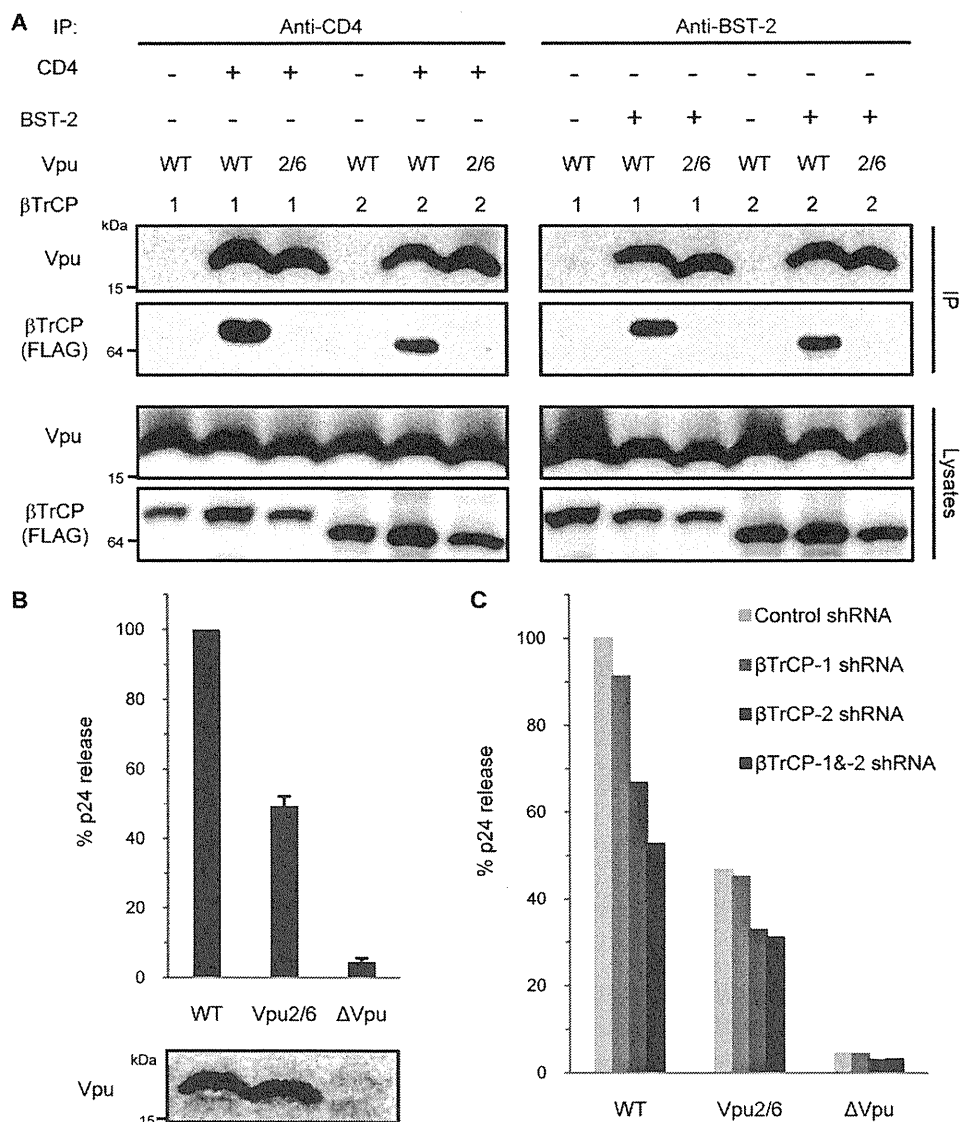 A
IP: Anti-CD4 Anti-BST-2
CD4 - + + - + + - - - - - -
BST-2 - - - - - - - + + - + +
Vpu WT WT 2/6 WT WT 2/6 WT WT 2/6 WT WT 2/6
βTrCP 1 1 1 2 2 2 1 1 1 2 2 2
kDa
Vpu
15
βTrCP
(FLAG)
64
IP
Vpu
15
βTrCP
(FLAG)
64
Lysates
B
% p24 release
100
80
60
40
20
0
WT Vpu2/6 ΔVpu
kDa
Vpu
15
C
% p24 release
100
80
60
40
20
0
Control shRNA
βTrCP-1 shRNA
βTrCP-2 shRNA
βTrCP-1&-2 shRNA
WT Vpu2/6 ΔVpu